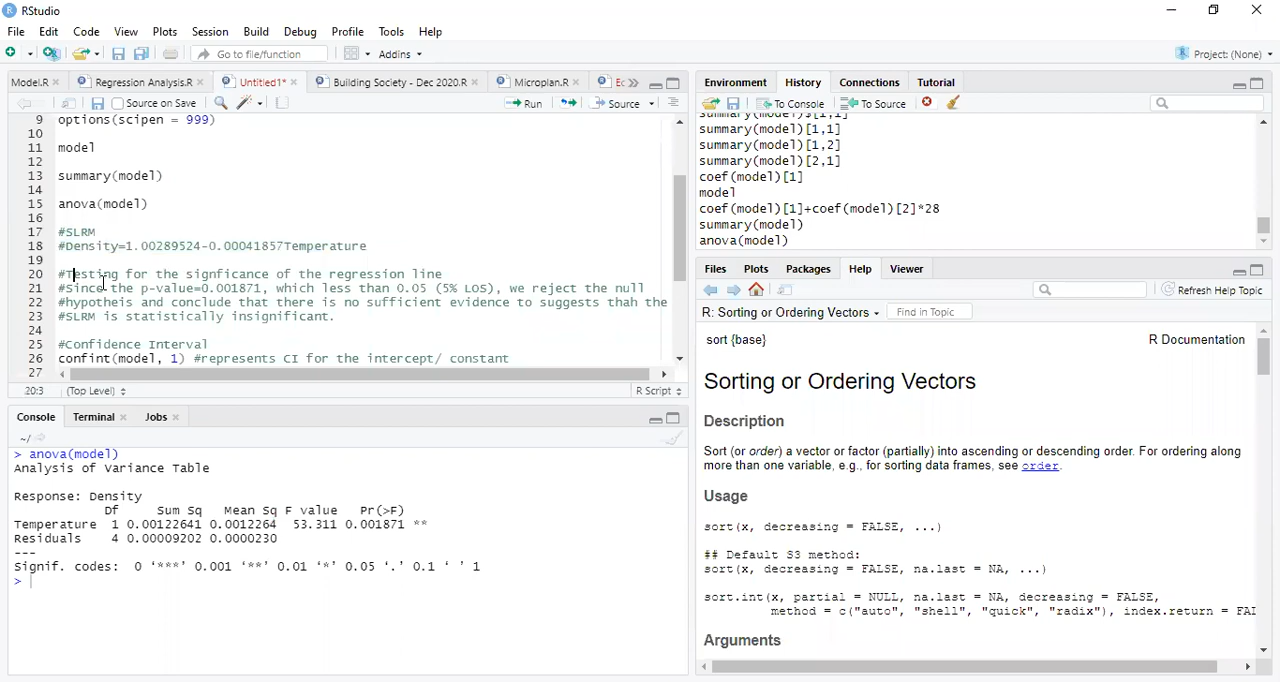 RStudio
File Edit Code View Plots Session Build Debug Profile Tools Help
Go to file/function Addins Project: (None)
Model.R Regression Analysis.R Untitled1* Building Society - Dec 2020.R Microplan.R Ec
Source on Save Run Source
9 options(scipen = 999)
10
11 model
12
13 summary(model)
14
15 anova(model)
16
17 #SLRM
18 #Density=1.00289524-0.00041857Temperature
19
20 #Testing for the signficance of the regression line
21 #Since the p-value=0.001871, which less than 0.05 (5% LOS), we reject the null
22 #hypotheis and conclude that there is no sufficient evidence to suggests thah the
23 #SLRM is statistically insignificant.
24
25 #Confidence Interval
26 confint(model, 1) #represents CI for the intercept/ constant
27
20:3 (Top Level) R Script
Console Terminal Jobs
~/
> anova(model)
Analysis of Variance Table
Response: Density
Df Sum Sq Mean Sq F value Pr(>F)
Temperature 1 0.00122641 0.0012264 53.311 0.001871 **
Residuals 4 0.00009202 0.0000230
---
Signif. codes: 0 ‘***’ 0.001 ‘**’ 0.01 ‘*’ 0.05 ‘.’ 0.1 ‘ ’ 1
>
Environment History Connections Tutorial
To Console To Source
summary(model)$[1,1]
summary(model)[1,1]
summary(model)[1,2]
summary(model)[2,1]
coef(model)[1]
model
coef(model)[1]+coef(model)[2]*28
summary(model)
anova(model)
Files Plots Packages Help Viewer
Refresh Help Topic
R: Sorting or Ordering Vectors Find in Topic
sort {base} R Documentation
Sorting or Ordering Vectors
Description
Sort (or order) a vector or factor (partially) into ascending or descending order. For ordering along
more than one variable, e.g., for sorting data frames, see order.
Usage
sort(x, decreasing = FALSE, ...)
## Default S3 method:
sort(x, decreasing = FALSE, na.last = NA, ...)
sort.int(x, partial = NULL, na.last = NA, decreasing = FALSE,
method = c("auto", "shell", "quick", "radix"), index.return = FAL
Arguments